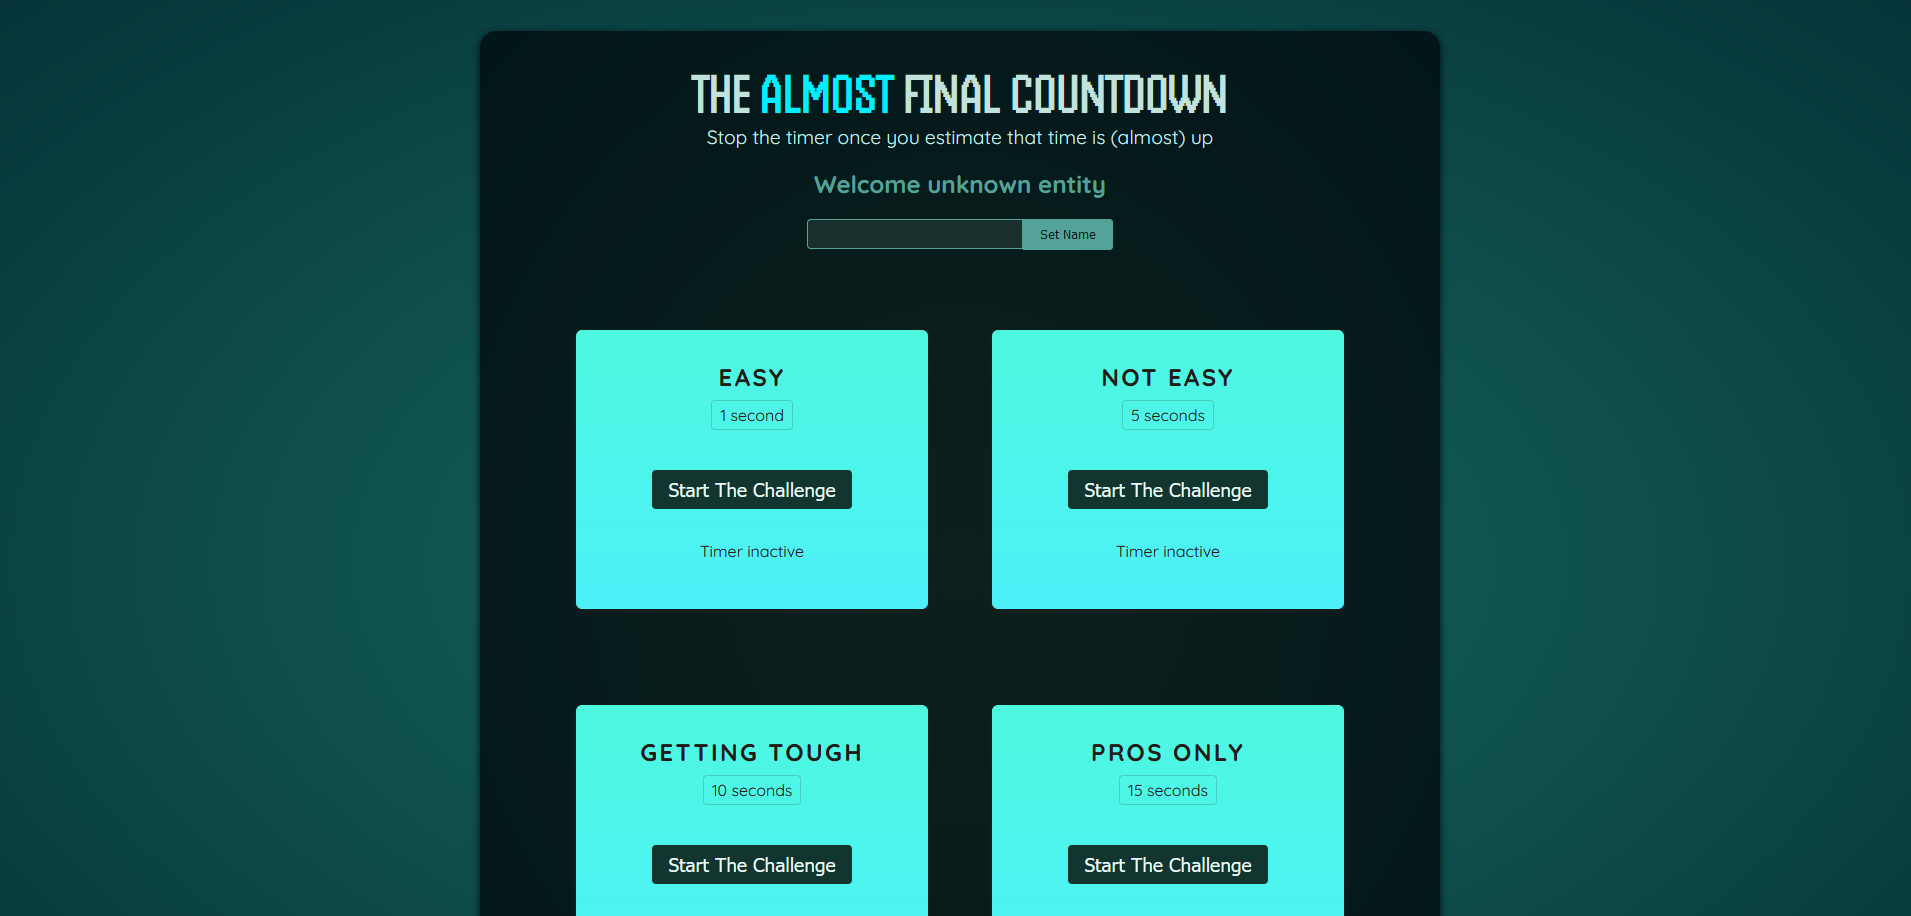 THE ALMOST FINAL COUNTDOWN
Stop the timer once you estimate that time is (almost) up
Welcome unknown entity
Set Name
EASY
1 second
Start The Challenge
Timer inactive
NOT EASY
5 seconds
Start The Challenge
Timer inactive
GETTING TOUGH
10 seconds
Start The Challenge
PROS ONLY
15 seconds
Start The Challenge